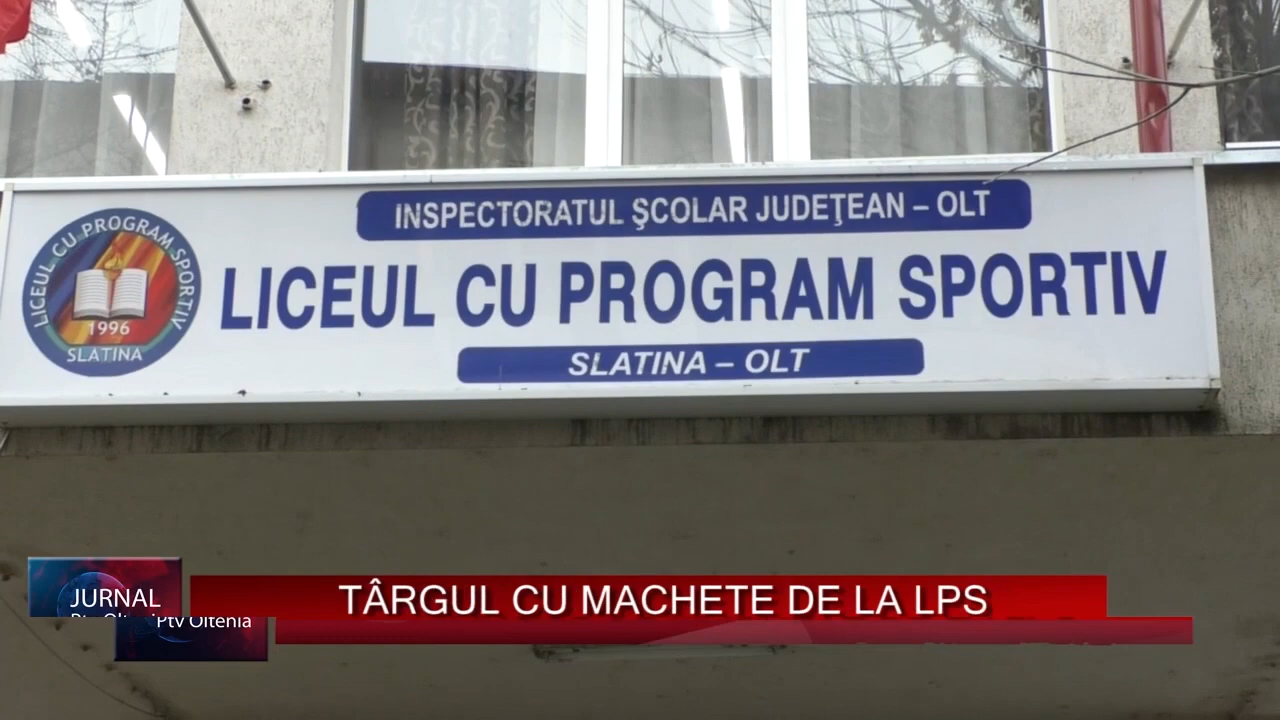 INSPECTORATUL ŞCOLAR JUDEŢEAN – OLT
LICEUL CU PROGRAM SPORTIV
SLATINA – OLT
LICEUL CU PROGRAM SPORTIV
1996
SLATINA
JURNAL
TÂRGUL CU MACHETE DE LA LPS
Ptv Oltenia